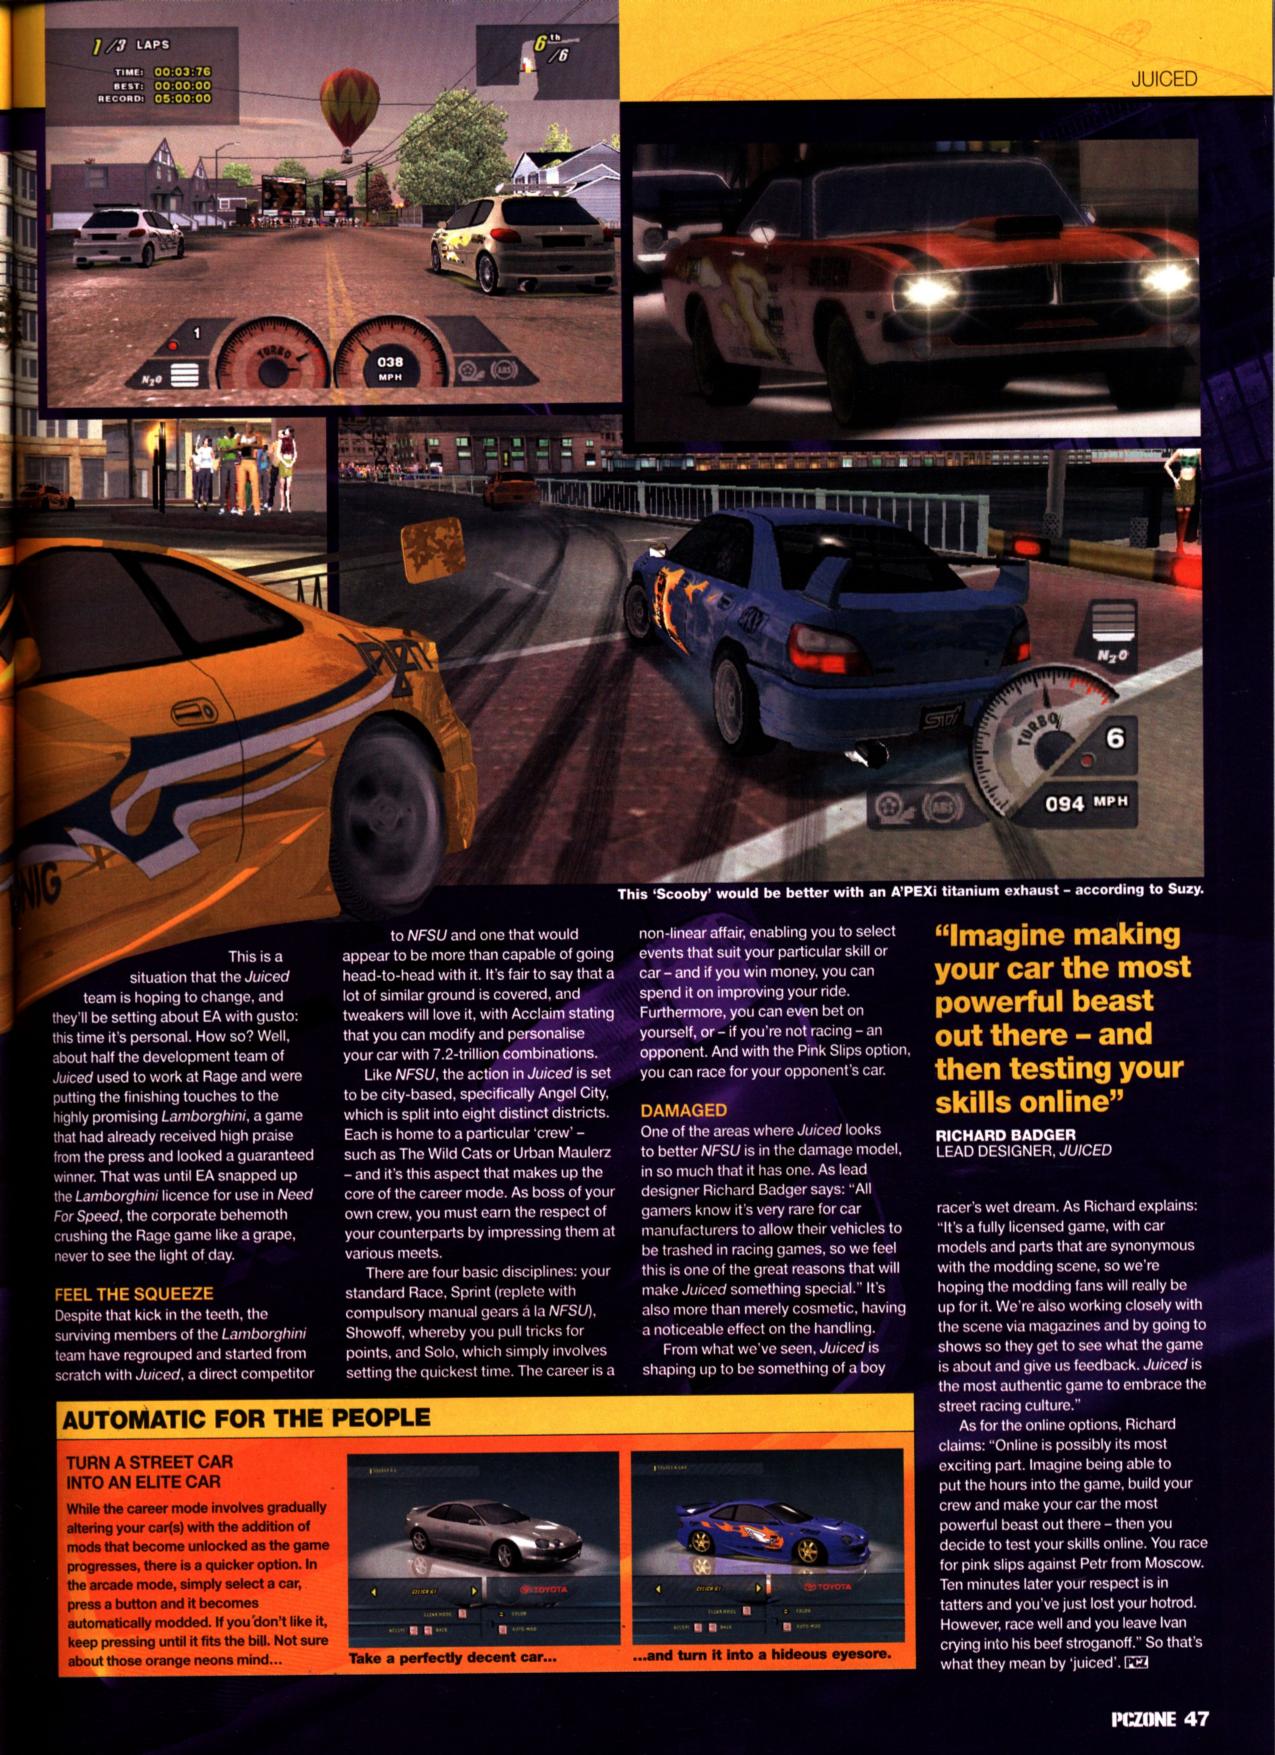 1/3 LAPS
TIME: 00:03:76
BEST: 00:00:00
RECORD: 05:00:00
6th
/6
JUICED
1
N2O
TURBO
038
MPH
ABS
N2O
TURBO
6
ABS
094 MPH
STi
This ‘Scooby’ would be better with an A’PEXi titanium exhaust – according to Suzy.
This is a
situation that the Juiced
team is hoping to change, and
they’ll be setting about EA with gusto:
this time it’s personal. How so? Well,
about half the development team of
Juiced used to work at Rage and were
putting the finishing touches to the
highly promising Lamborghini, a game
that had already received high praise
from the press and looked a guaranteed
winner. That was until EA snapped up
the Lamborghini licence for use in Need
For Speed, the corporate behemoth
crushing the Rage game like a grape,
never to see the light of day.
FEEL THE SQUEEZE
Despite that kick in the teeth, the
surviving members of the Lamborghini
team have regrouped and started from
scratch with Juiced, a direct competitor
to NFSU and one that would
appear to be more than capable of going
head-to-head with it. It’s fair to say that a
lot of similar ground is covered, and
tweakers will love it, with Acclaim stating
that you can modify and personalise
your car with 7.2-trillion combinations.
Like NFSU, the action in Juiced is set
to be city-based, specifically Angel City,
which is split into eight distinct districts.
Each is home to a particular ‘crew’ –
such as The Wild Cats or Urban Maulerz
– and it’s this aspect that makes up the
core of the career mode. As boss of your
own crew, you must earn the respect of
your counterparts by impressing them at
various meets.
There are four basic disciplines: your
standard Race, Sprint (replete with
compulsory manual gears á la NFSU),
Showoff, whereby you pull tricks for
points, and Solo, which simply involves
setting the quickest time. The career is a
non-linear affair, enabling you to select
events that suit your particular skill or
car – and if you win money, you can
spend it on improving your ride.
Furthermore, you can even bet on
yourself, or – if you’re not racing – an
opponent. And with the Pink Slips option,
you can race for your opponent’s car.
DAMAGED
One of the areas where Juiced looks
to better NFSU is in the damage model,
in so much that it has one. As lead
designer Richard Badger says: “All
gamers know it’s very rare for car
manufacturers to allow their vehicles to
be trashed in racing games, so we feel
this is one of the great reasons that will
make Juiced something special.” It’s
also more than merely cosmetic, having
a noticeable effect on the handling.
From what we’ve seen, Juiced is
shaping up to be something of a boy
“Imagine making
your car the most
powerful beast
out there – and
then testing your
skills online”
RICHARD BADGER
LEAD DESIGNER, JUICED
racer’s wet dream. As Richard explains:
“It’s a fully licensed game, with car
models and parts that are synonymous
with the modding scene, so we’re
hoping the modding fans will really be
up for it. We’re also working closely with
the scene via magazines and by going to
shows so they get to see what the game
is about and give us feedback. Juiced is
the most authentic game to embrace the
street racing culture.”
As for the online options, Richard
claims: “Online is possibly its most
exciting part. Imagine being able to
put the hours into the game, build your
crew and make your car the most
powerful beast out there – then you
decide to test your skills online. You race
for pink slips against Petr from Moscow.
Ten minutes later your respect is in
tatters and you’ve just lost your hotrod.
However, race well and you leave Ivan
crying into his beef stroganoff.” So that’s
what they mean by ‘juiced’. PCZ
AUTOMATIC FOR THE PEOPLE
TURN A STREET CAR
INTO AN ELITE CAR
While the career mode involves gradually
altering your car(s) with the addition of
mods that become unlocked as the game
progresses, there is a quicker option. In
the arcade mode, simply select a car,
press a button and it becomes
automatically modded. If you don’t like it,
keep pressing until it fits the bill. Not sure
about those orange neons mind…
TOYOTA
COLOR
BACK
AUTO-MOD
Take a perfectly decent car…
TOYOTA
COLOR
BACK
AUTO-MOD
…and turn it into a hideous eyesore.
PCZONE 47